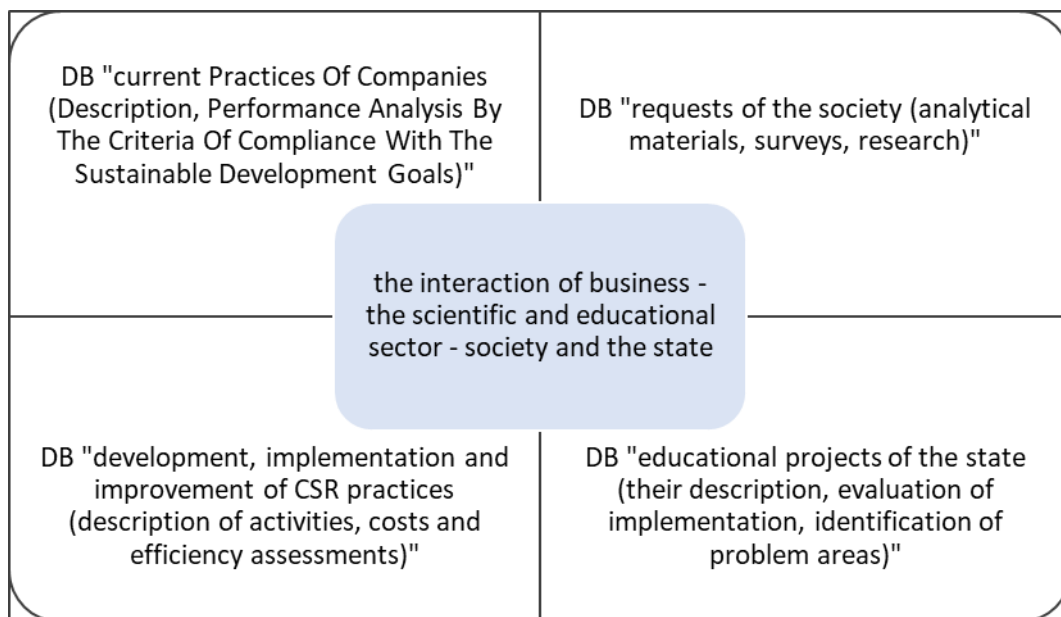 DB "current Practices Of Companies
(Description, Performance Analysis By
The Criteria Of Compliance With The
Sustainable Development Goals)"
DB "requests of the society (analytical
materials, surveys, research)"
the interaction of business -
the scientific and educational
sector - society and the state
DB "development, implementation and
improvement of CSR practices
(description of activities, costs and
efficiency assessments)"
DB "educational projects of the state
(their description, evaluation of
implementation, identification of
problem areas)"